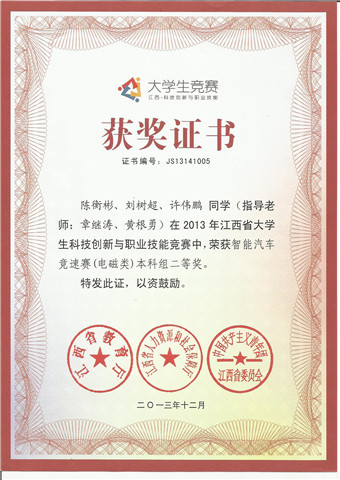 大学生竞赛
江西-科技创新与职业技能
获奖证书
证书编号：JS13141005
陈衡彬、刘树超、许伟鹏 同学（指导老
师：章继涛、黄根勇）在 2013 年江西省大学
生科技创新与职业技能竞赛中，荣获智能汽车
竞速赛(电磁类)本科组二等奖。
特发此证，以资鼓励。
江西省教育厅
江西省人力资源和社会保障厅
中国共产主义青年团
江西省委员会
二〇一三年十二月